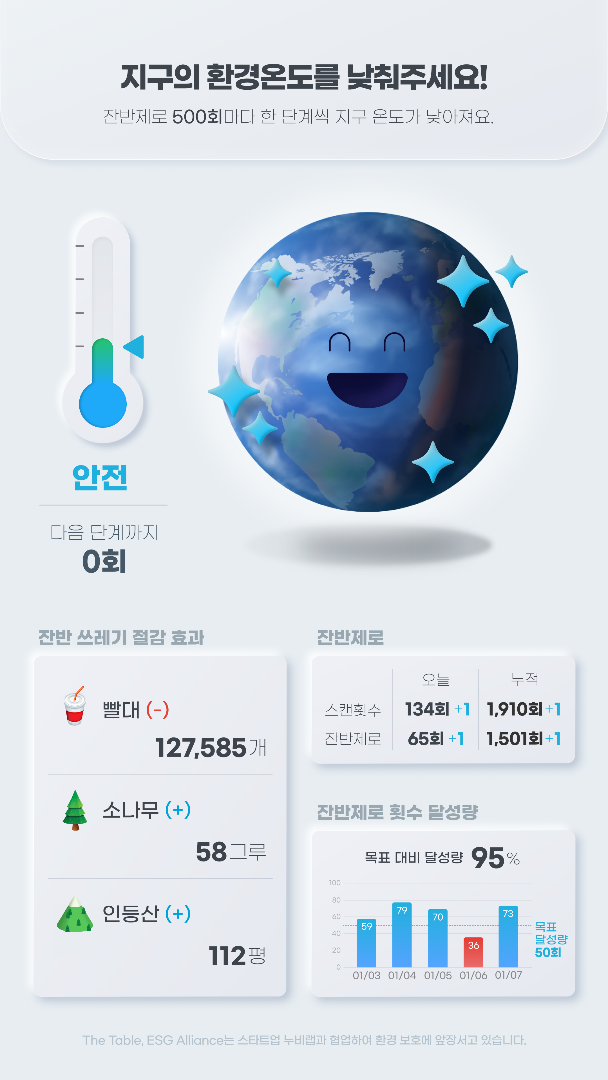 지구의 환경온도를 낮춰주세요!
잔반제로 500회마다 한 단계씩 지구 온도가 낮아져요.
안전
다음 단계까지
0회
잔반 쓰레기 절감 효과
빨대 (-)
127,585 개
소나무 (+)
58그루
인등산 (+)
112 평
잔반제로
오늘 누적
스캔횟수 134회 +1 1,910회+1
잔반제로 65회 +1 1,501회+1
잔반제로 횟수 달성량
목표 대비 달성량 95%
100
80
60
40
20
0
59 79 70 36 73
목표
달성량
50회
01/03 01/04 01/05 01/06 01/07
The Table, ESG Alliance는 스타트업 누비랩과 협업하여 환경 보호에 앞장서고 있습니다.